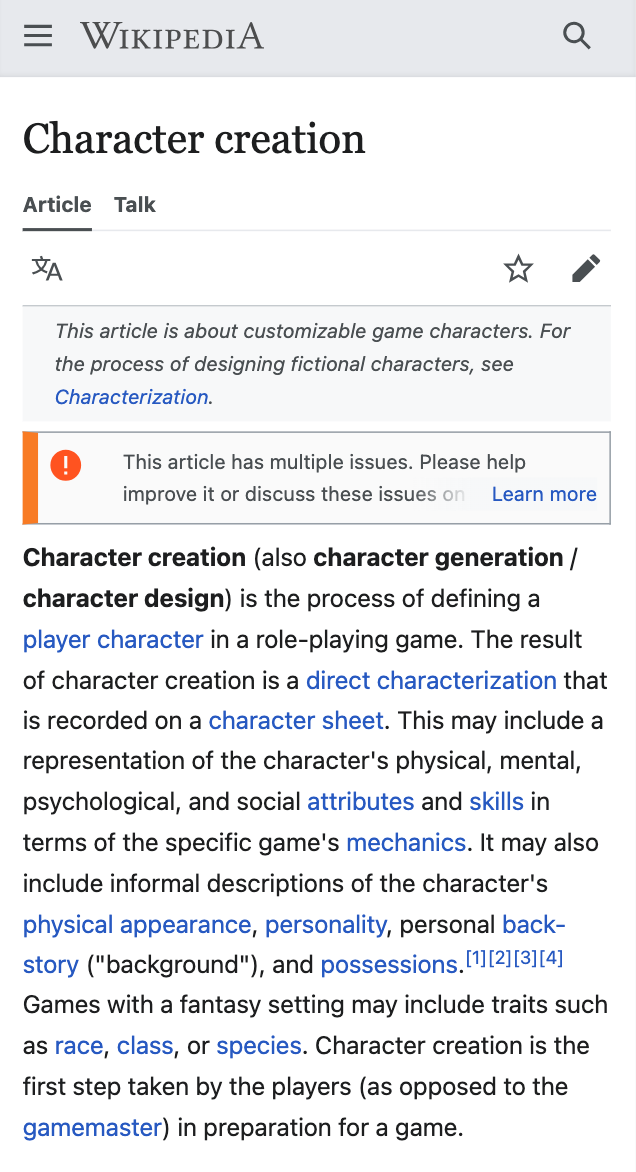 WIKIPEDIA
Character creation
Article Talk
文A
This article is about customizable game characters. For
the process of designing fictional characters, see
Characterization.
This article has multiple issues. Please help
improve it or discuss these issues on Learn more
Character creation (also character generation /
character design) is the process of defining a
player character in a role-playing game. The result
of character creation is a direct characterization that
is recorded on a character sheet. This may include a
representation of the character's physical, mental,
psychological, and social attributes and skills in
terms of the specific game's mechanics. It may also
include informal descriptions of the character's
physical appearance, personality, personal back-
story ("background"), and possessions.[1][2][3][4]
Games with a fantasy setting may include traits such
as race, class, or species. Character creation is the
first step taken by the players (as opposed to the
gamemaster) in preparation for a game.